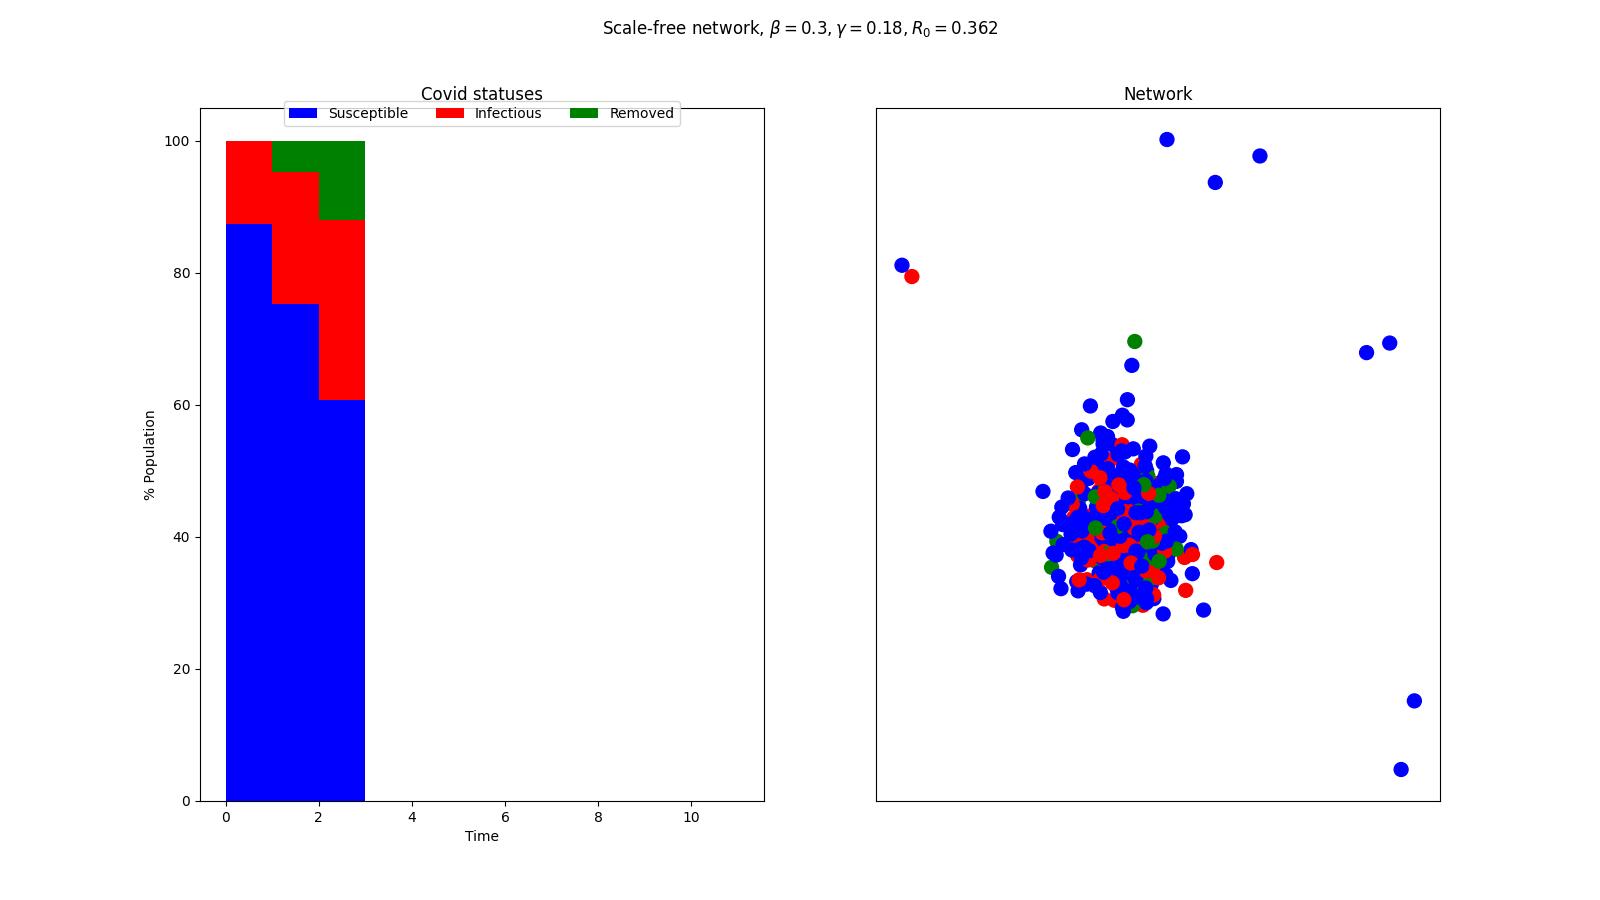 Scale-free network, β = 0.3, γ = 0.18, R₀ = 0.362
Covid statuses
Susceptible Infectious Removed
100
80
60
40
20
0
% Population
0 2 4 6 8 10
Time
Network